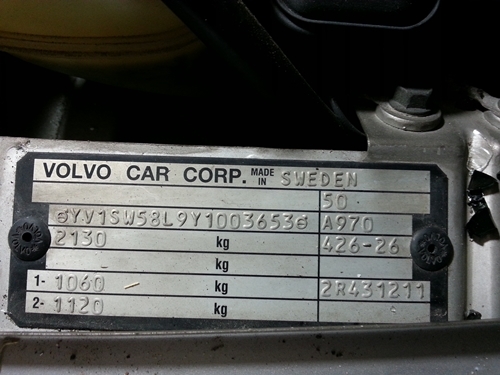 VOLVO CAR CORP. MADE IN SWEDEN
50
YV1SW58L9Y1003653 A970
2130 kg 426-26
kg
1- 1060 kg 2R431211
2- 1120 kg